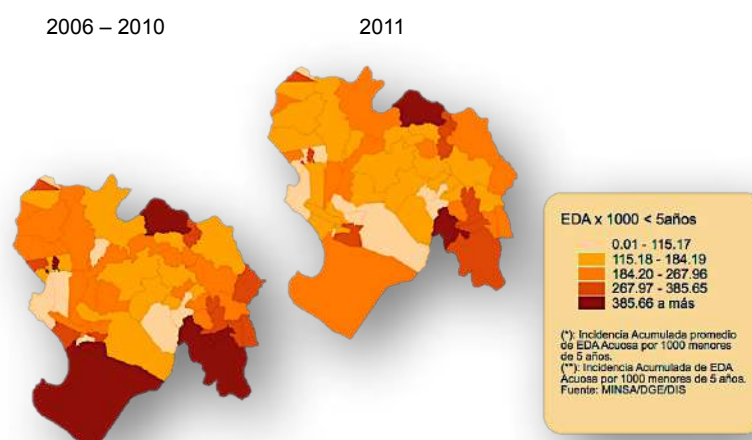 2006 – 2010
2011
EDA x 1000 < 5años
0.01 - 115.17
115.18 - 184.19
184.20 - 267.96
267.97 - 385.65
385.66 a más
(*): Incidencia Acumulada promedio
de EDA Acuosa por 1000 menores
de 5 años.
(**): Incidencia Acumulada de EDA
Acuosa por 1000 menores de 5 años.
Fuente: MINSA/DGE/DIS